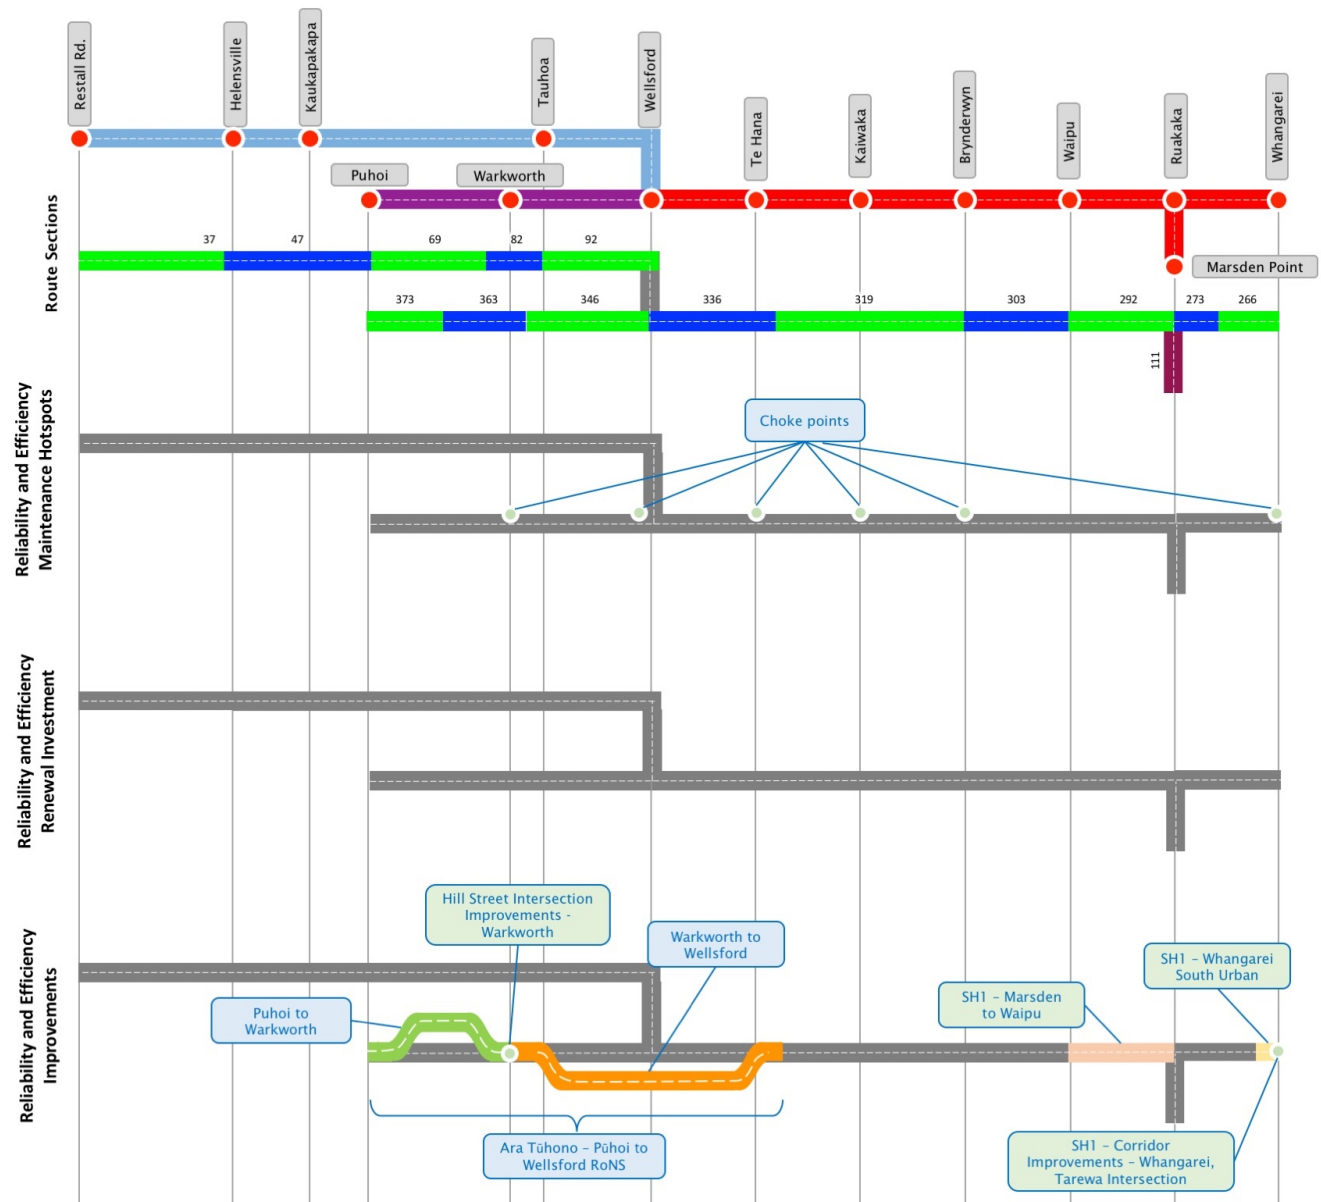 Restall Rd.
Helensville
Kaukapakapa
Tauhoa
Wellsford
Te Hana
Kaiwaka
Brynderwyn
Waipu
Ruakaka
Whangarei
Puhoi
Warkworth
Marsden Point
Route Sections
37
47
69
82
92
373
363
346
336
319
303
292
273
266
111
Reliability and Efficiency
Maintenance Hotspots
Choke points
Reliability and Efficiency
Renewal Investment
Reliability and Efficiency
Improvements
Hill Street Intersection
Improvements -
Warkworth
Warkworth to
Wellsford
Puhoi to
Warkworth
SH1 – Whangarei
South Urban
SH1 – Marsden
to Waipu
Ara Tūhono – Pūhoi to
Wellsford RoNS
SH1 – Corridor
Improvements – Whangarei,
Tarewa Intersection